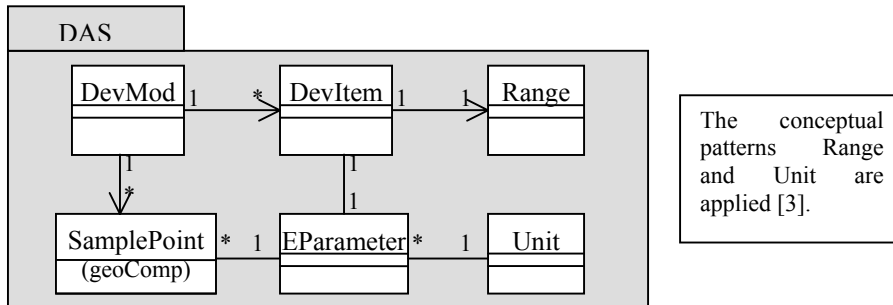 DAS
DevMod 1 * DevItem 1 1 Range
1 1
* 1
SamplePoint * 1 EParameter * 1 Unit
(geoComp)
The conceptual
patterns Range
and Unit are
applied [3].